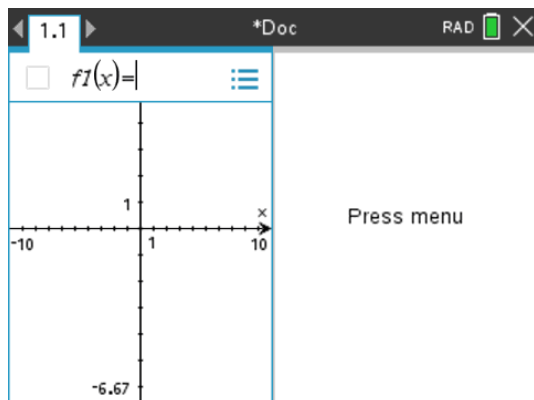 1.1 *Doc RAD
f1(x)=
1
x
-10 1 10
Press menu
-6.67